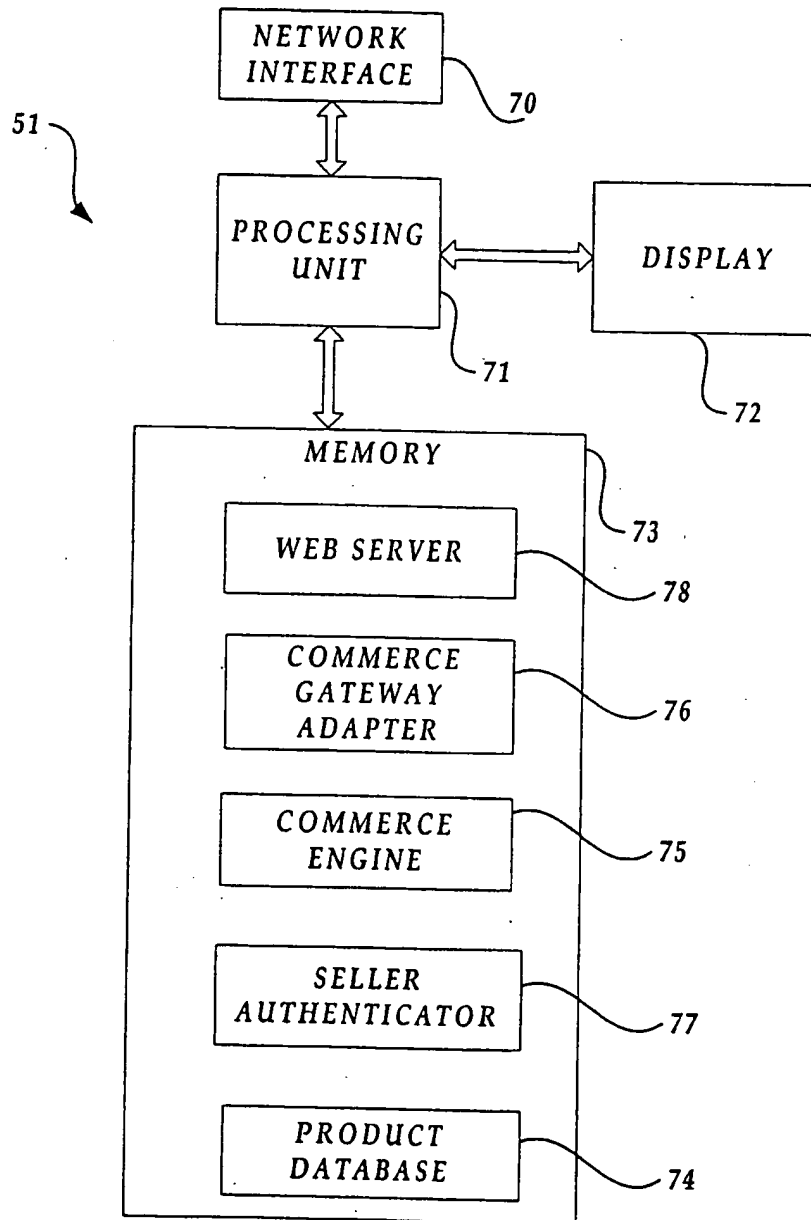 NETWORK
INTERFACE
70
51
PROCESSING
UNIT
DISPLAY
71
72
MEMORY
73
WEB SERVER
78
COMMERCE
GATEWAY
ADAPTER
76
COMMERCE
ENGINE
75
SELLER
AUTHENTICATOR
77
PRODUCT
DATABASE
74